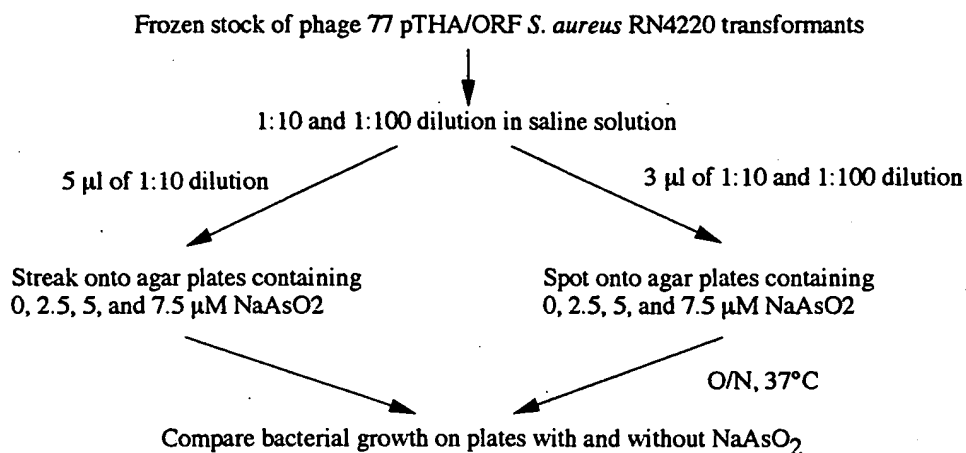 Frozen stock of phage 77 pTHA/ORF S. aureus RN4220 transformants
1:10 and 1:100 dilution in saline solution
5 µl of 1:10 dilution
3 µl of 1:10 and 1:100 dilution
Streak onto agar plates containing
0, 2.5, 5, and 7.5 µM NaAsO2
Spot onto agar plates containing
0, 2.5, 5, and 7.5 µM NaAsO2
O/N, 37°C
Compare bacterial growth on plates with and without NaAsO2